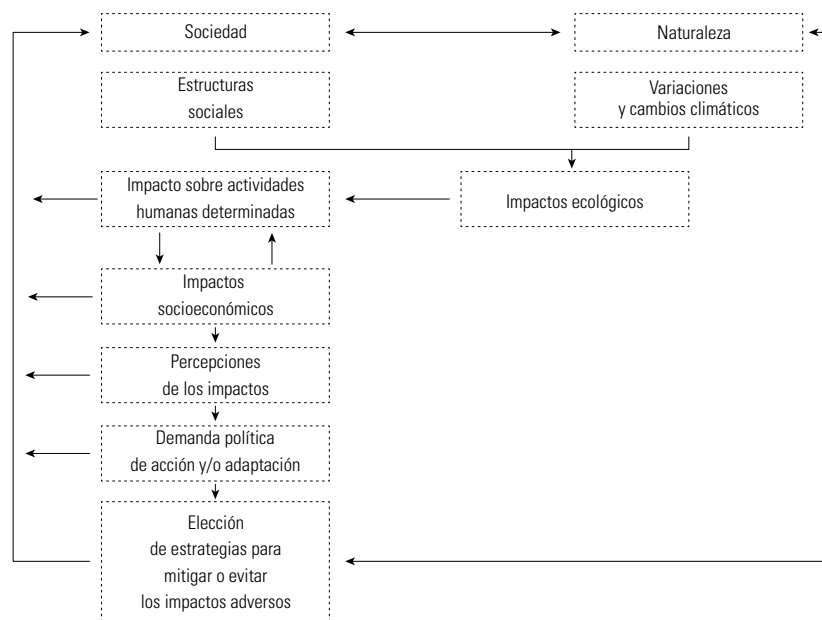 Sociedad
Naturaleza
Estructuras
sociales
Variaciones
y cambios climáticos
Impacto sobre actividades
humanas determinadas
Impactos ecológicos
Impactos
socioeconómicos
Percepciones
de los impactos
Demanda política
de acción y/o adaptación
Elección
de estrategias para
mitigar o evitar
los impactos adversos